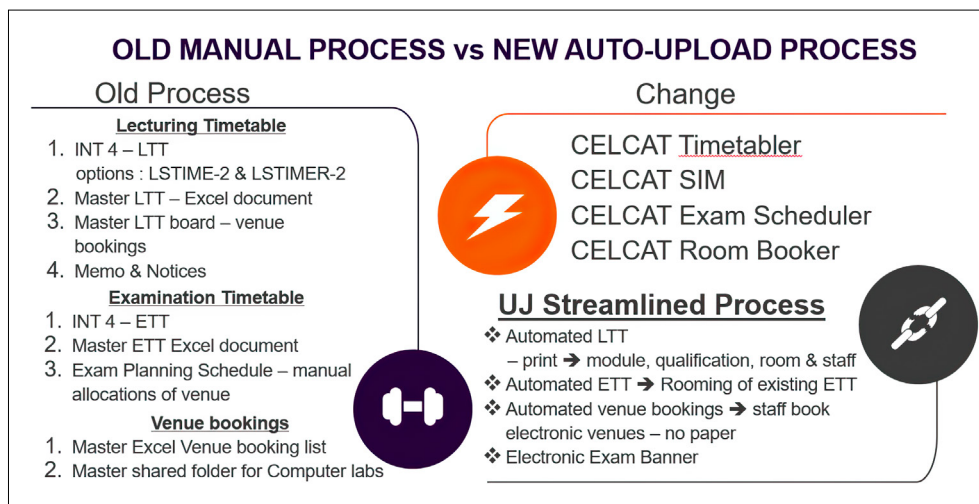 OLD MANUAL PROCESS vs NEW AUTO-UPLOAD PROCESS
Old Process
Lecturing Timetable
1. INT 4 – LTT
options : LSTIME-2 & LSTIMER-2
2. Master LTT – Excel document
3. Master LTT board – venue
bookings
4. Memo & Notices
Examination Timetable
1. INT 4 – ETT
2. Master ETT Excel document
3. Exam Planning Schedule – manual
allocations of venue
Venue bookings
1. Master Excel Venue booking list
2. Master shared folder for Computer labs
Change
CELCAT Timetabler
CELCAT SIM
CELCAT Exam Scheduler
CELCAT Room Booker
UJ Streamlined Process
❖ Automated LTT
– print ➔ module, qualification, room & staff
❖ Automated ETT ➔ Rooming of existing ETT
❖ Automated venue bookings ➔ staff book
electronic venues – no paper
❖ Electronic Exam Banner